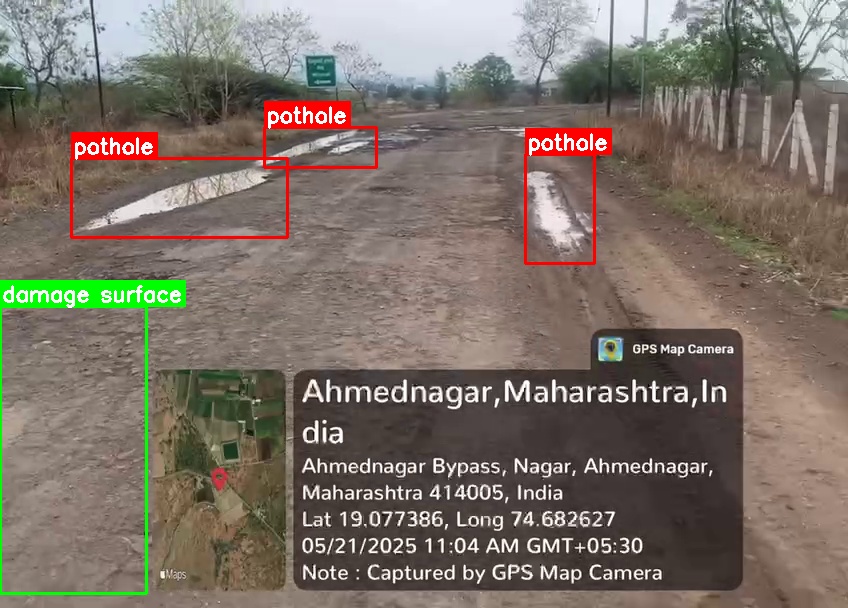 pothole
pothole
pothole
damage surface
GPS Map Camera
Ahmednagar,Maharashtra,In
dia
Ahmednagar Bypass, Nagar, Ahmednagar,
Maharashtra 414005, India
Lat 19.077386, Long 74.682627
05/21/2025 11:04 AM GMT+05:30
Note : Captured by GPS Map Camera
Maps